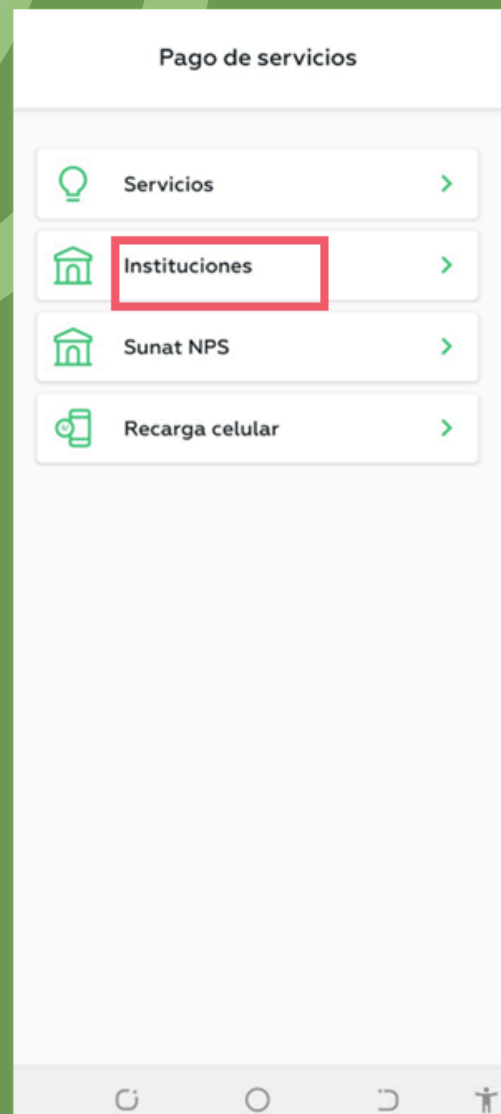 Pago de servicios
Servicios
Instituciones
Sunat NPS
Recarga celular